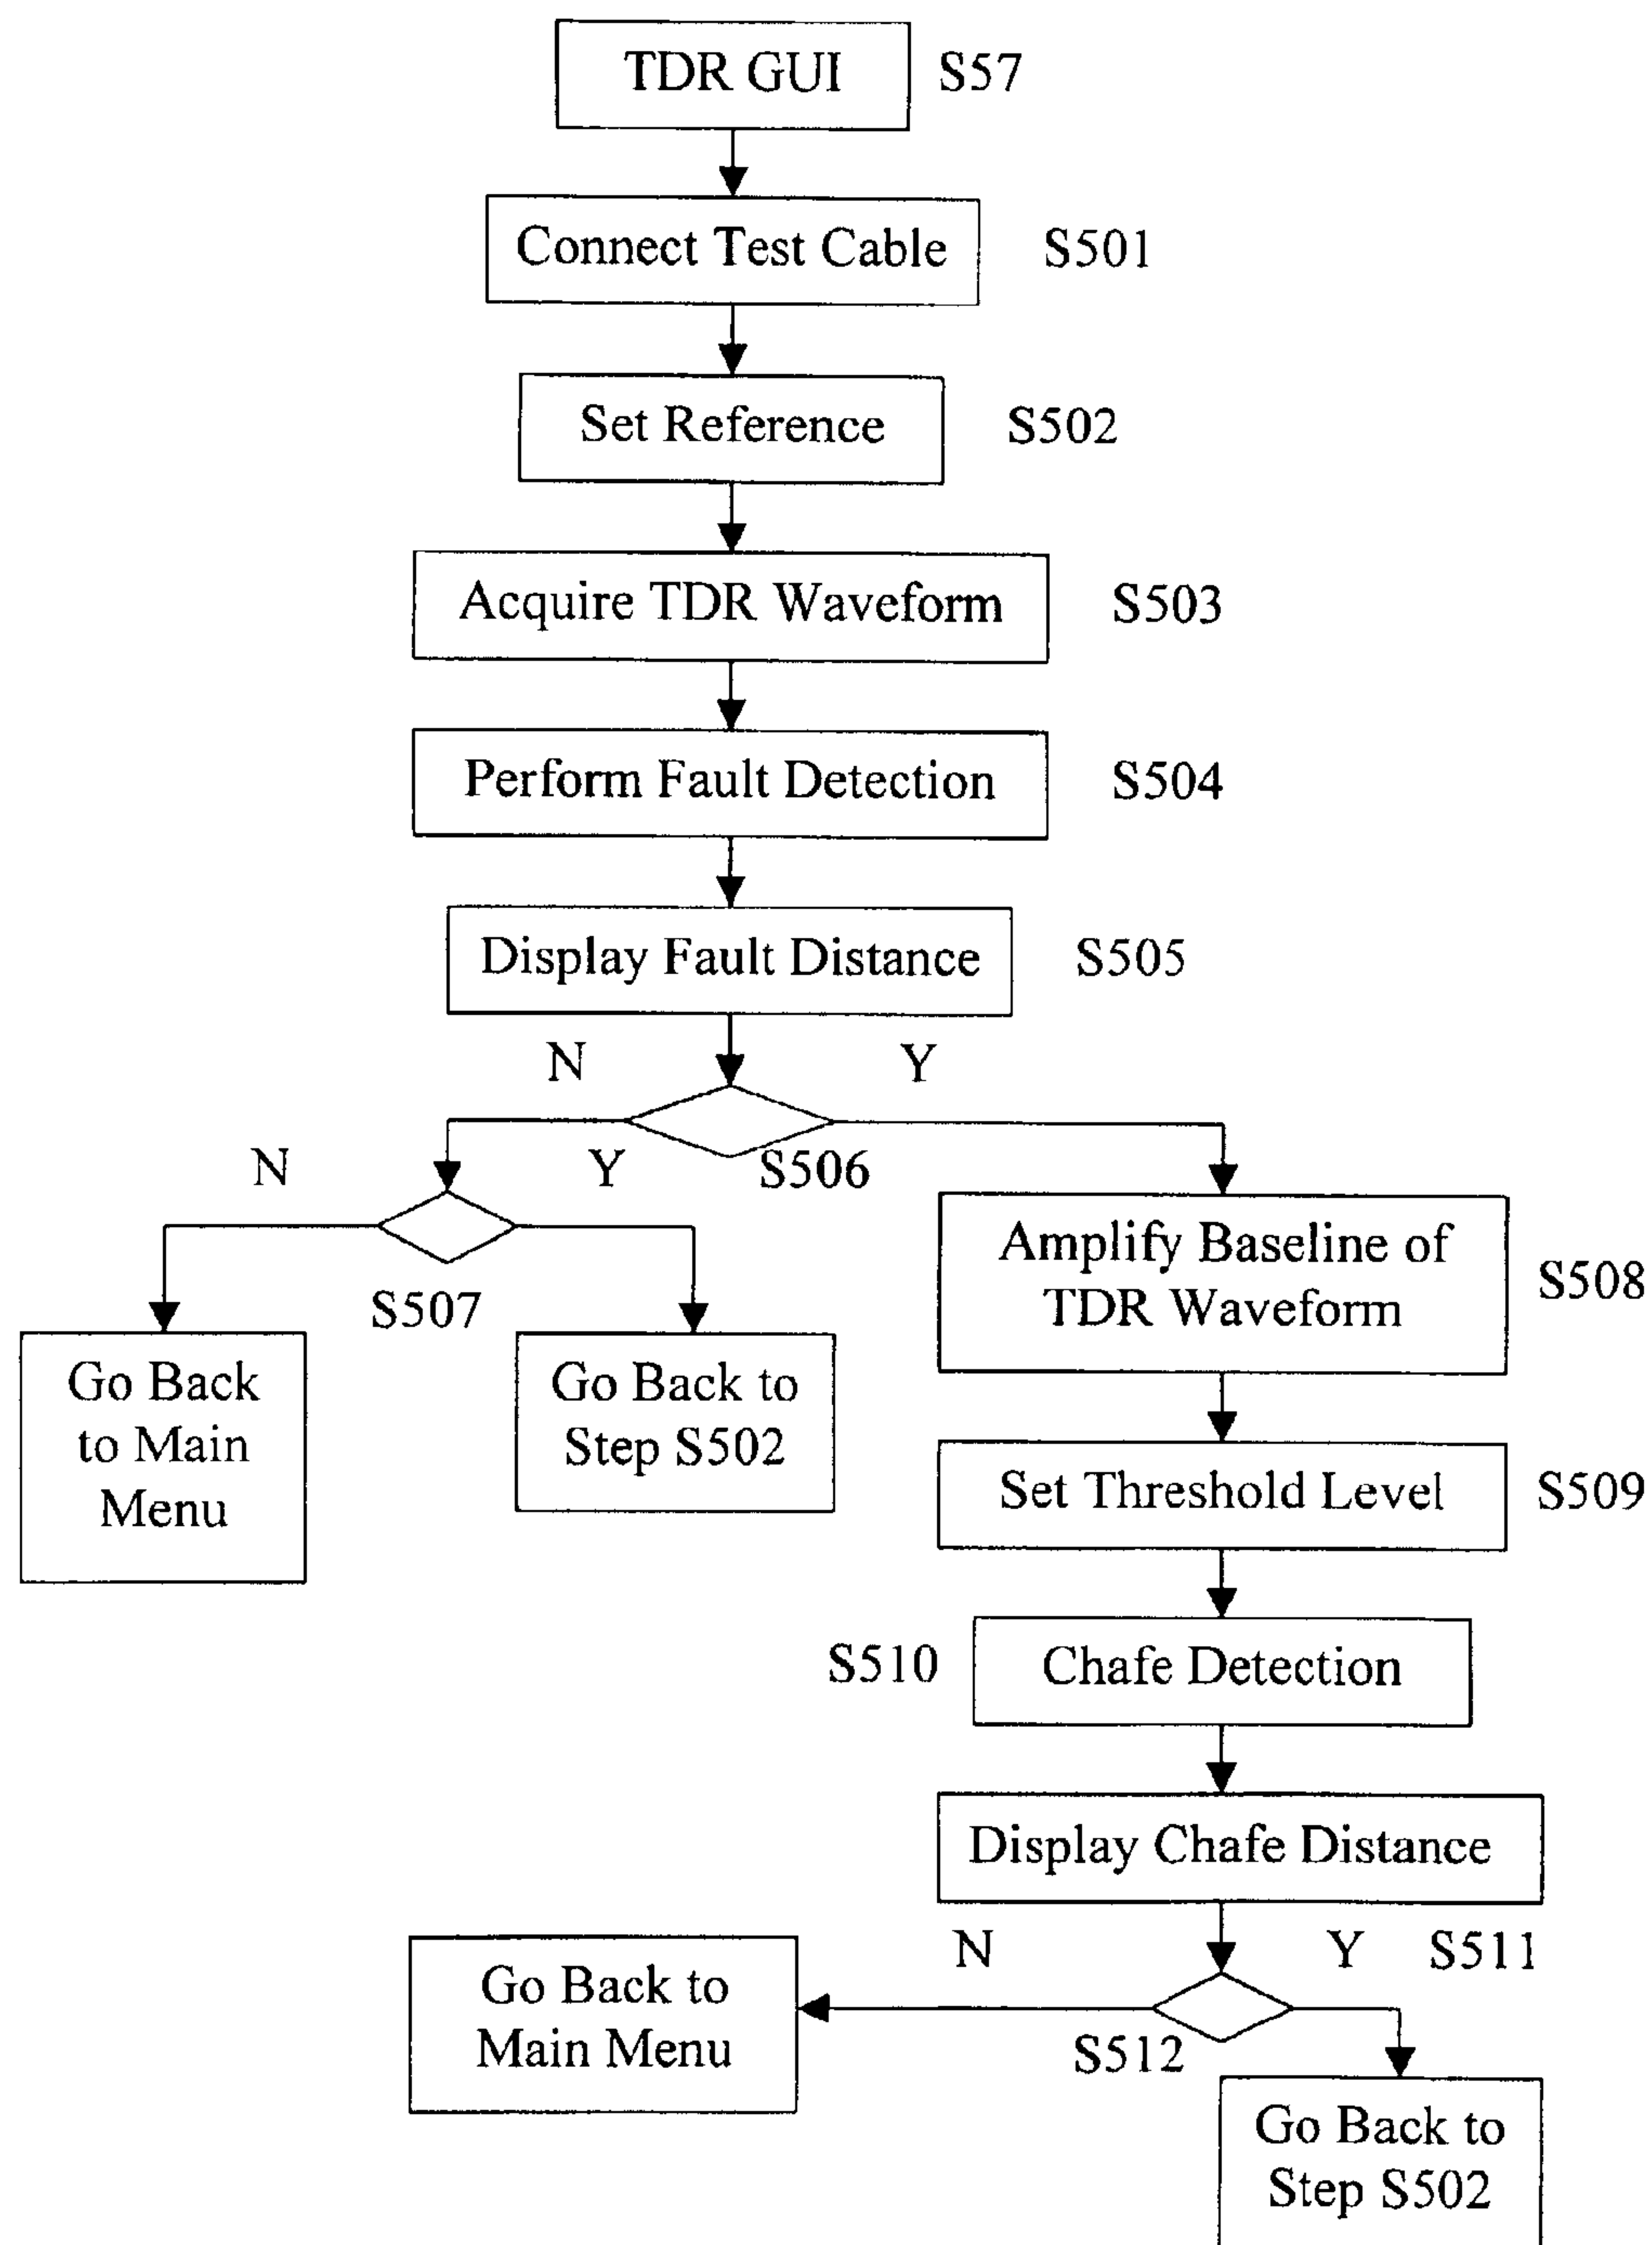 TDR GUI S57
Connect Test Cable S501
Set Reference S502
Acquire TDR Waveform S503
Perform Fault Detection S504
Display Fault Distance S505
N Y
N Y S506
Amplify Baseline of
TDR Waveform
S508
S507
Go Back
to Main
Menu
Go Back to
Step S502
Set Threshold Level S509
S510 Chafe Detection
Display Chafe Distance
N Y S511
Go Back to
Main Menu
S512
Go Back to
Step S502